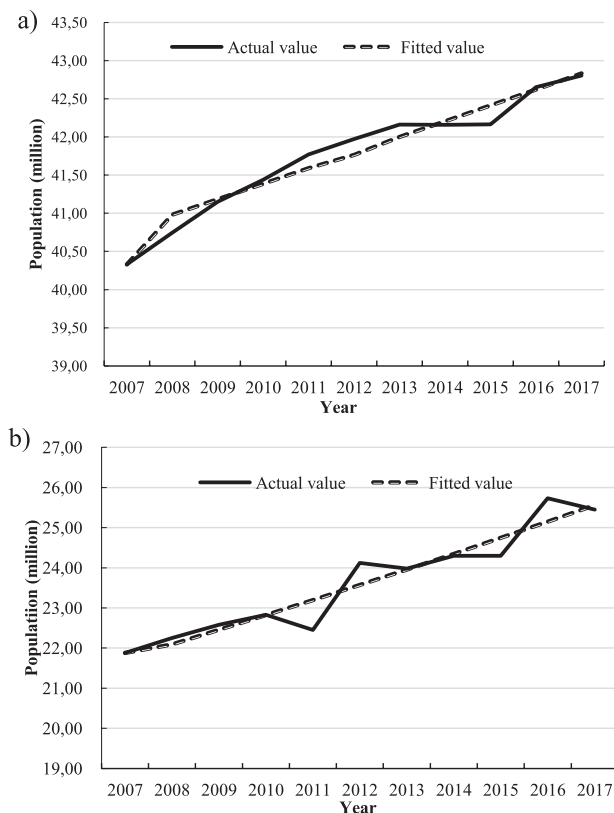 a)
43,50
Actual value
Fitted value
43,00
42,50
42,00
41,50
41,00
40,50
40,00
39,50
39,00
Population (million)
2007 2008 2009 2010 2011 2012 2013 2014 2015 2016 2017
Year
b)
27,00
Actual value
Fitted value
26,00
25,00
24,00
23,00
22,00
21,00
20,00
19,00
Populatiion (million)
2007 2008 2009 2010 2011 2012 2013 2014 2015 2016 2017
Year